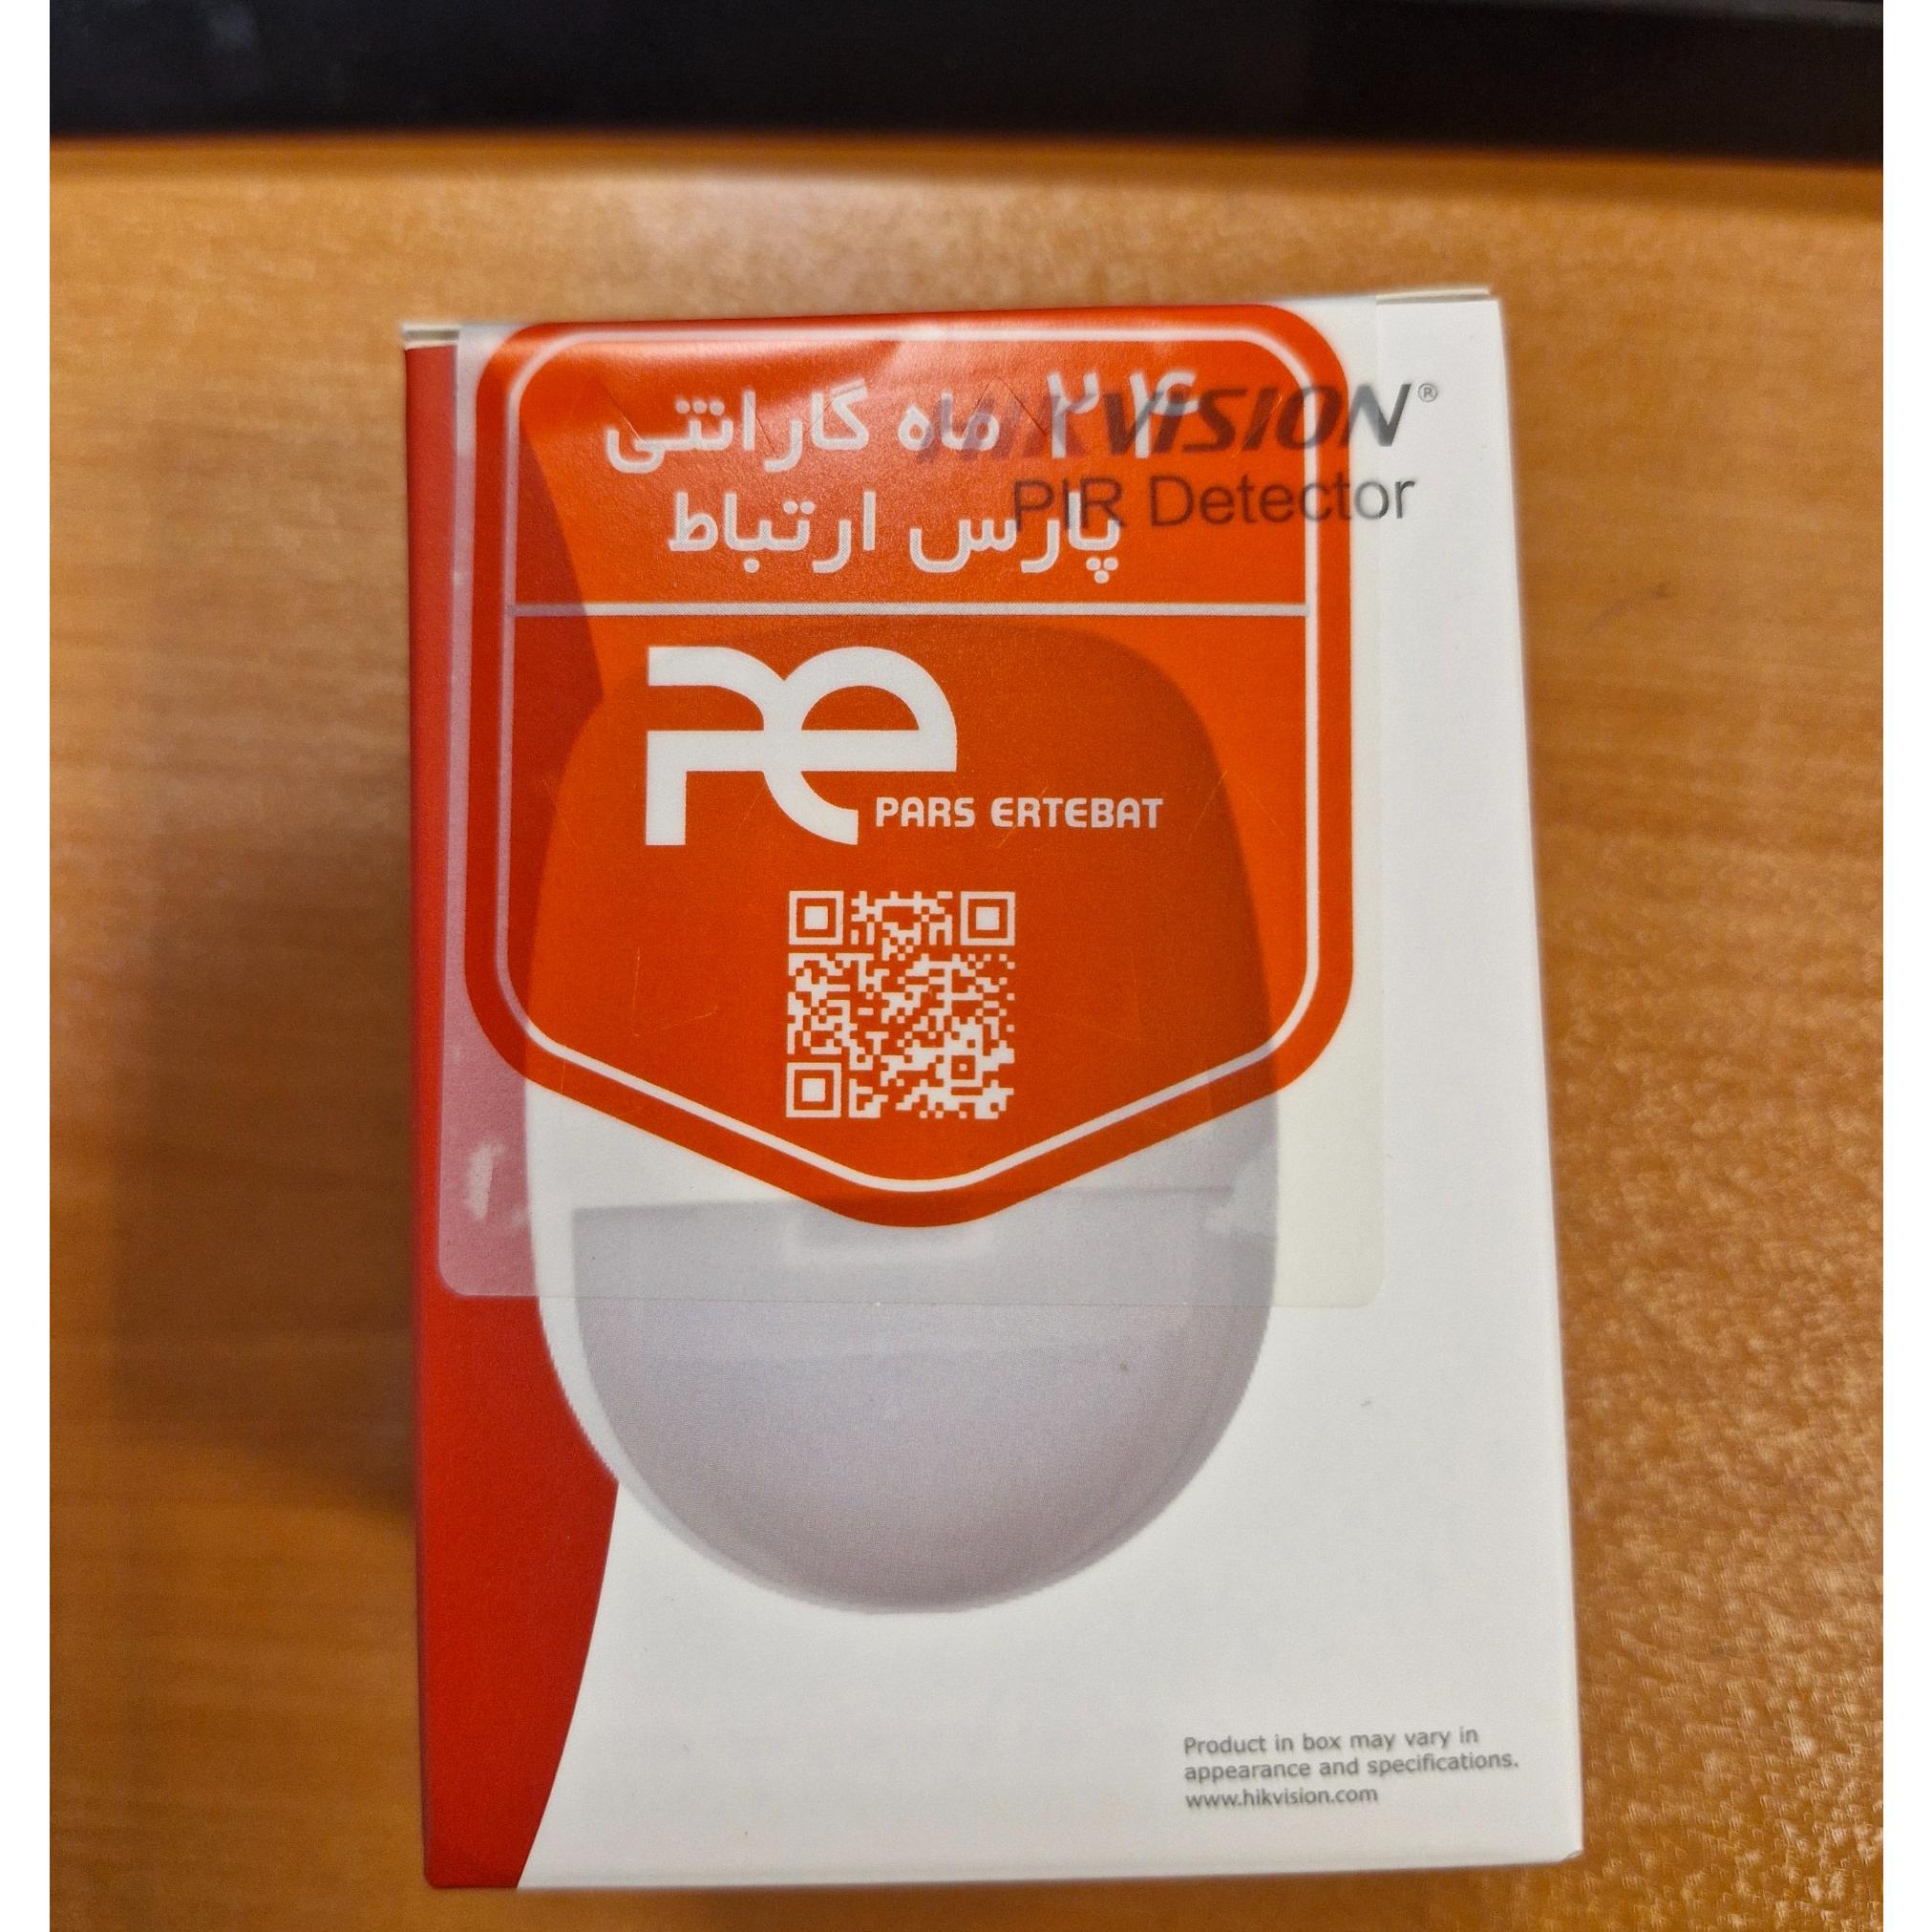 HIKVISION®
PIR Detector
۲۴ ماه گارانتی
پارس ارتباط
pe
PARS ERTEBAT
Product in box may vary in
appearance and specifications.
www.hikvision.com